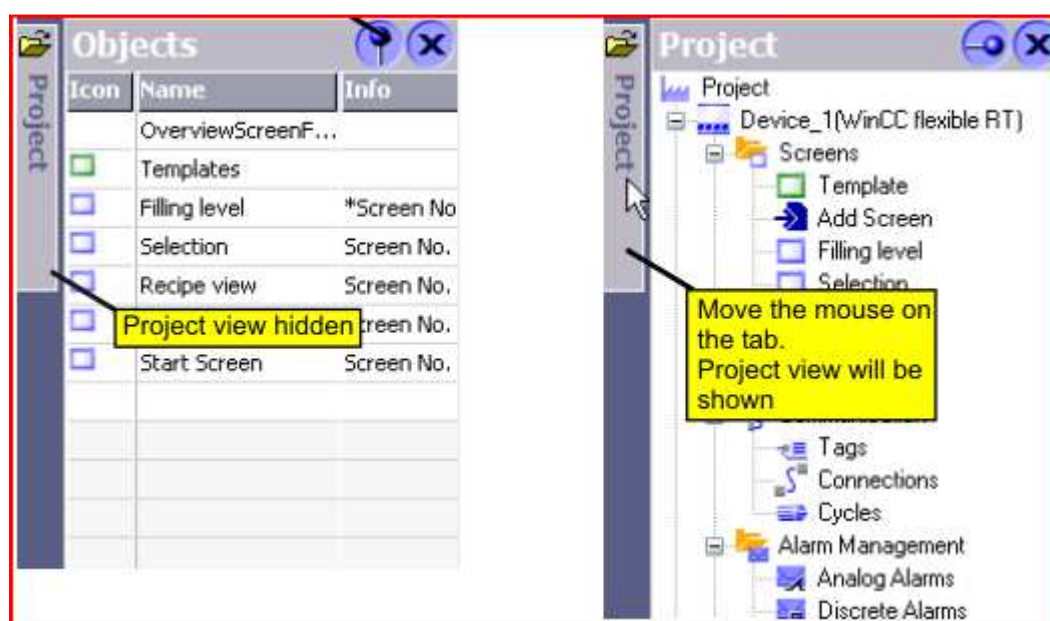 Project
Objects
Icon Name Info
OverviewScreenF...
Templates
Filling level *Screen No
Selection Screen No.
Recipe view Screen No.
Project view hidden creen No.
Start Screen Screen No.
Project
Project
Project
Device_1(WinCC flexible RT)
Screens
Template
Add Screen
Filling level
Selection
Move the mouse on
the tab.
Project view will be
shown
Tags
Connections
Cycles
Alarm Management
Analog Alarms
Discrete Alarms